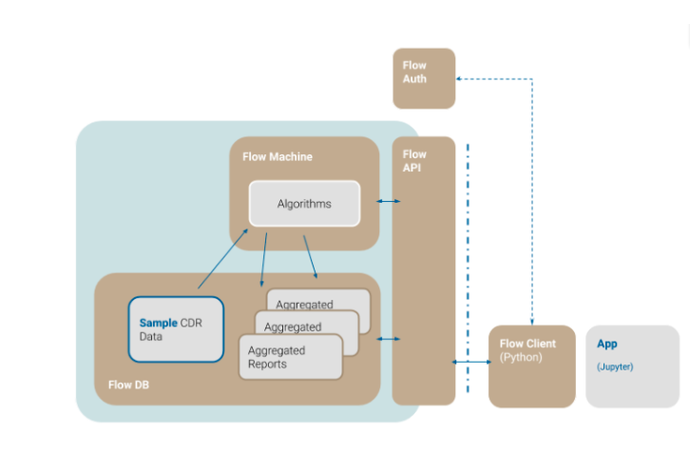 Flow
Auth
Flow Machine
Flow
API
Algorithms
Aggregated
Sample CDR
Data
Aggregated
Aggregated
Reports
Flow Client
(Python)
App
(Jupyter)
Flow DB